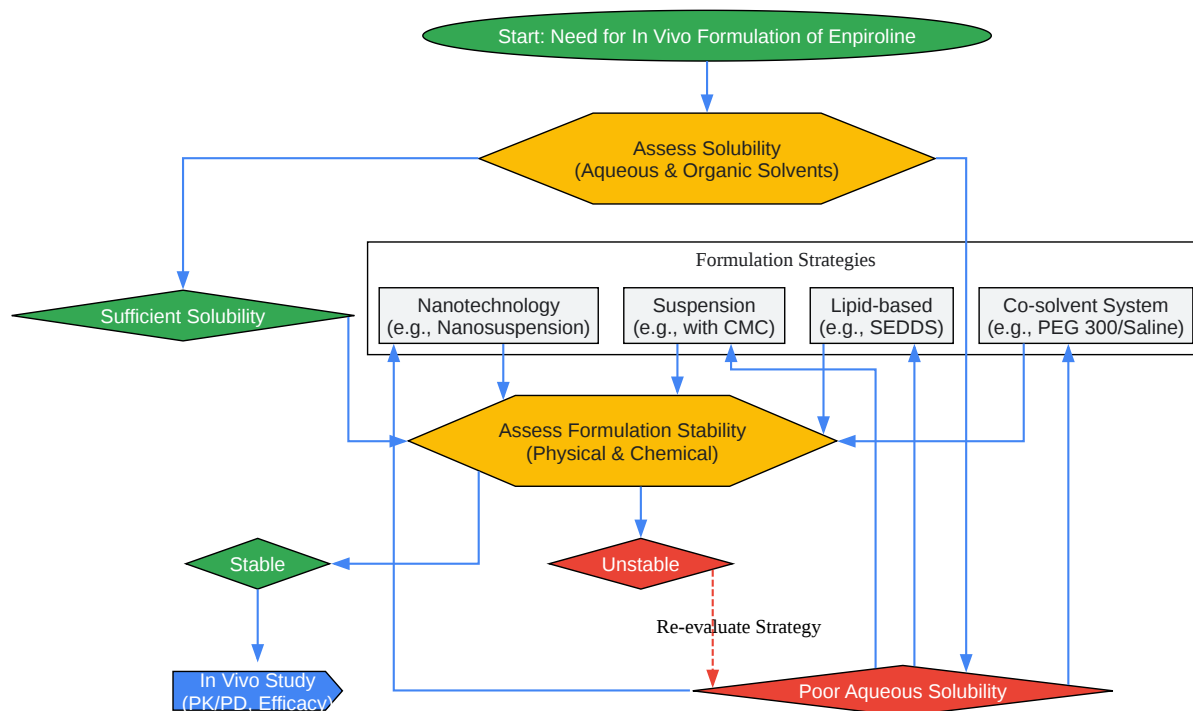 Start: Need for In Vivo Formulation of Enpiroline
Assess Solubility
(Aqueous & Organic Solvents)
Formulation Strategies
Sufficient Solubility
Nanotechnology
(e.g., Nanosuspension)
Suspension
(e.g., with CMC)
Lipid-based
(e.g., SEDDS)
Co-solvent System
(e.g., PEG 300/Saline)
Assess Formulation Stability
(Physical & Chemical)
Stable
Unstable
Re-evaluate Strategy
In Vivo Study
(PK/PD, Efficacy)
Poor Aqueous Solubility